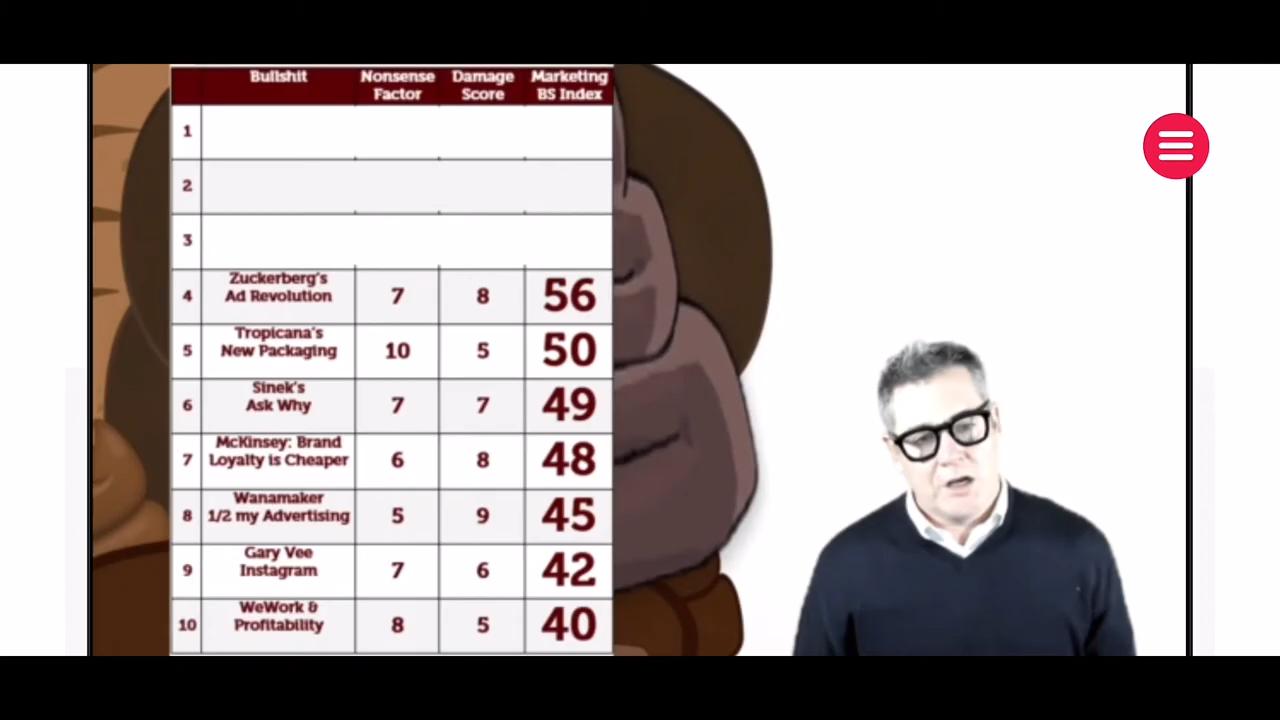 Bullshit Nonsense Damage Marketing
Factor Score BS Index
1
2
3
Zuckerberg's
4 Ad Revolution 7 8 56
Tropicana's
5 New Packaging 10 5 50
Sinek's
6 Ask Why 7 7 49
McKinsey: Brand
7 Loyalty is Cheaper 6 8 48
Wanamaker
8 1/2 my Advertising 5 9 45
Gary Vee
9 Instagram 7 6 42
WeWork &
10 Profitability 8 5 40